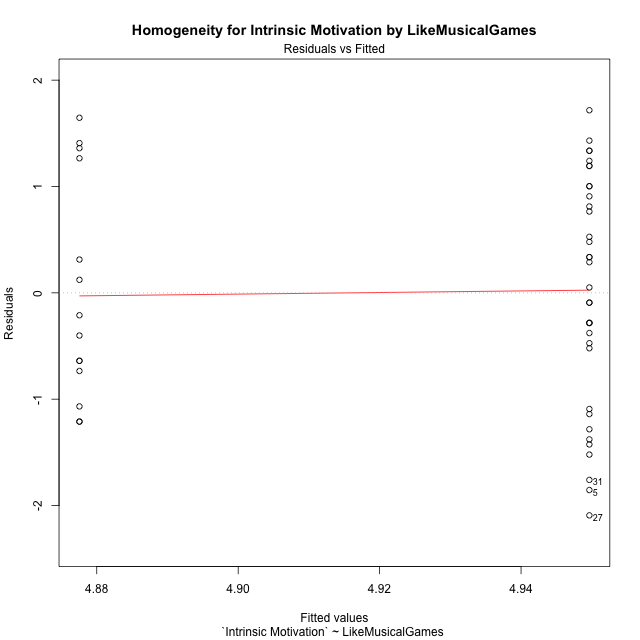 Homogeneity for Intrinsic Motivation by LikeMusicalGames
Residuals vs Fitted
2
1
0
-1
-2
Residuals
31
5
27
4.88 4.90 4.92 4.94
Fitted values
`Intrinsic Motivation` ~ LikeMusicalGames